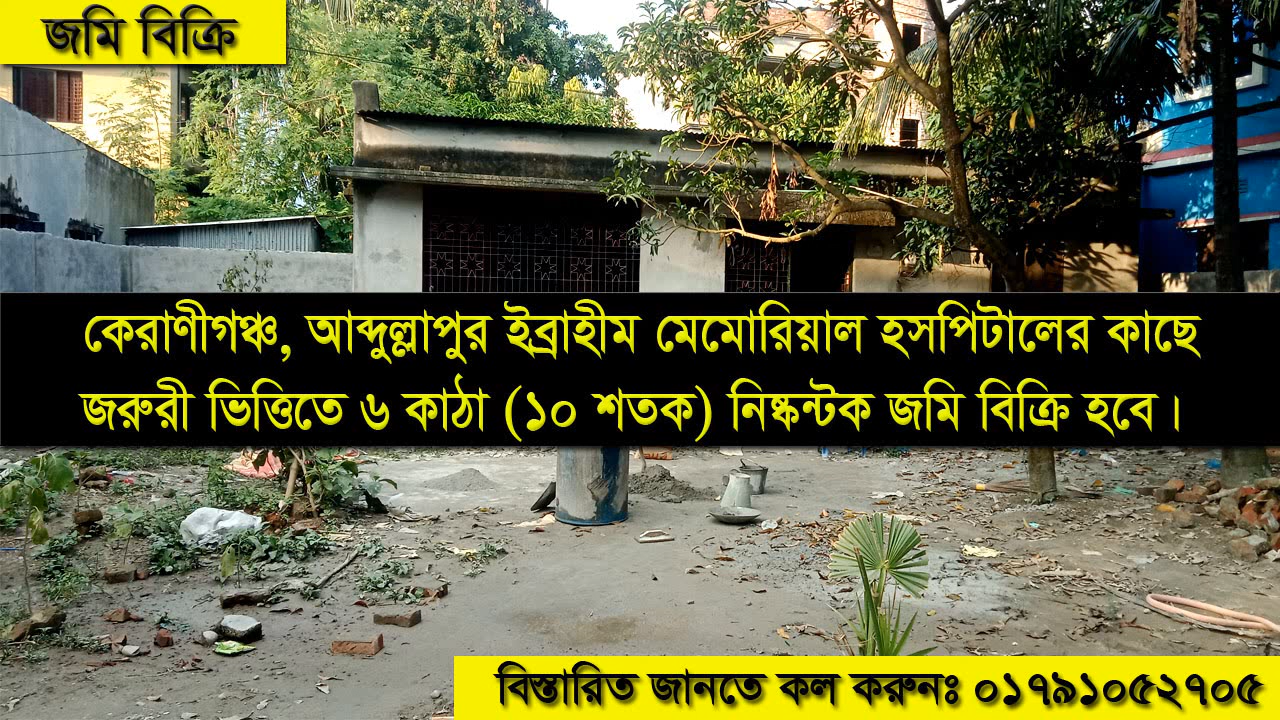 জমি বিক্রি
কেরাণীগঞ্চ, আব্দুল্লাপুর ইব্রাহীম মেমোরিয়াল হসপিটালের কাছে
জরুরী ভিত্তিতে ৬ কাঠা (১০ শতক) নিষ্কন্টক জমি বিক্রি হবে।
বিস্তারিত জানতে কল করুনঃ ০১৭৯১০৫২৭০৫